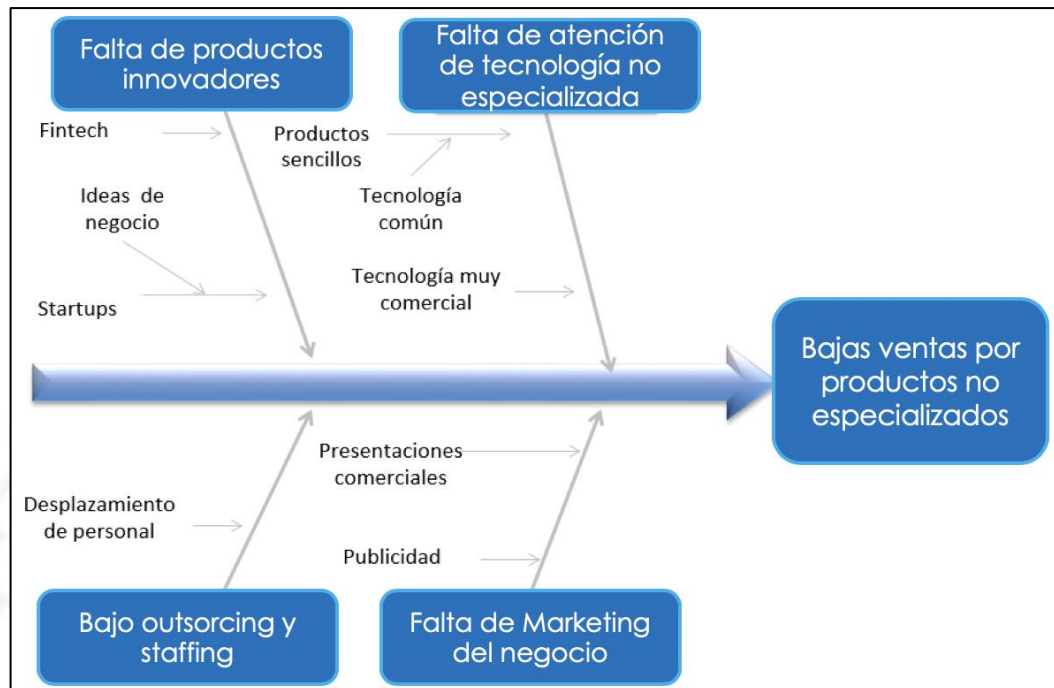 Falta de productos
innovadores
Falta de atención
de tecnología no
especializada
Fintech
Productos
sencillos
Ideas de
negocio
Tecnología
común
Startups
Tecnología muy
comercial
Bajas ventas por
productos no
especializados
Presentaciones
comerciales
Desplazamiento
de personal
Publicidad
Bajo outsorcing y
staffing
Falta de Marketing
del negocio